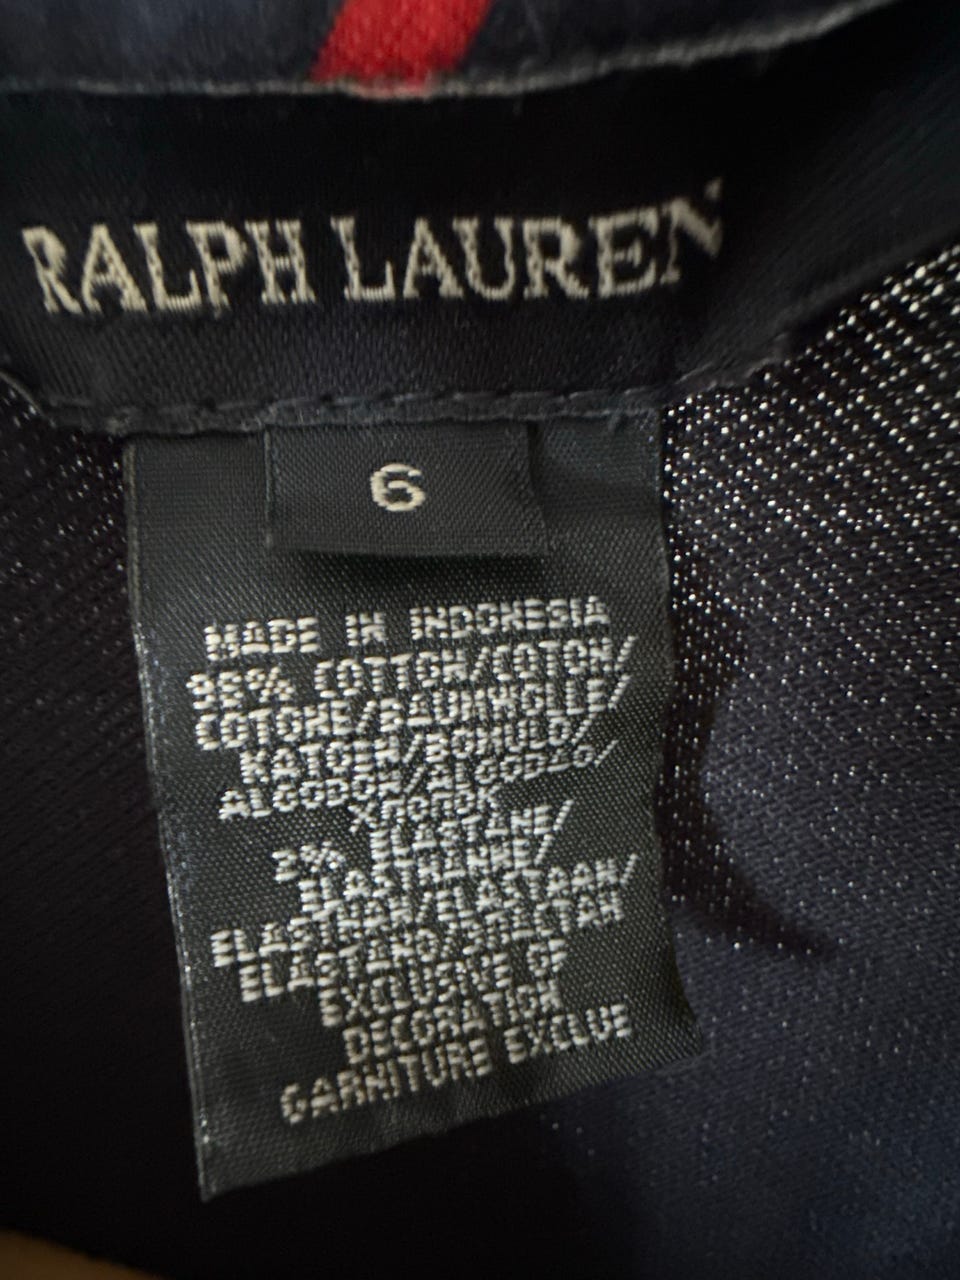 RALPH LAUREN
6
MADE IN INDONESIA
98% COTTON/COTON/
COTONE/BAUMWOLLE/
KATOEN/BOMULD/
ALGODON/ALGODÃO/
ХЛОПОК
2% ELASTANE/
ELASTHANNE/
ELASTHAN/ELASTAAN/
ELASTANO/ЭЛАСТАН
EXCLUSIVE OF
DECORATION
GARNITURE EXCLUE